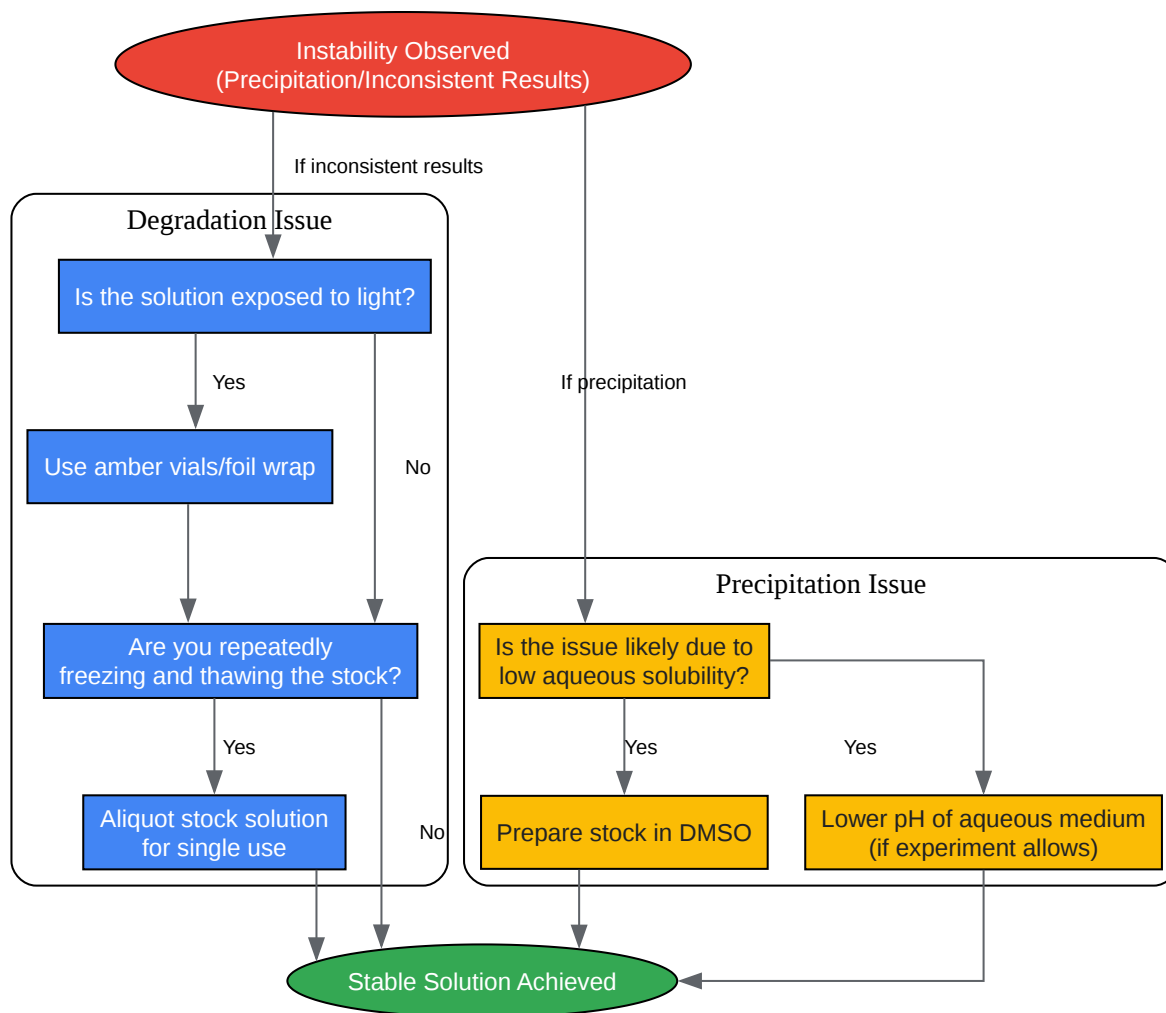 Instability Observed
(Precipitation/Inconsistent Results)
If inconsistent results
Degradation Issue
Is the solution exposed to light?
Yes
If precipitation
Use amber vials/foil wrap
No
Precipitation Issue
Are you repeatedly
freezing and thawing the stock?
Is the issue likely due to
low aqueous solubility?
Yes
Yes
Yes
Aliquot stock solution
for single use
No
Prepare stock in DMSO
Lower pH of aqueous medium
(if experiment allows)
Stable Solution Achieved